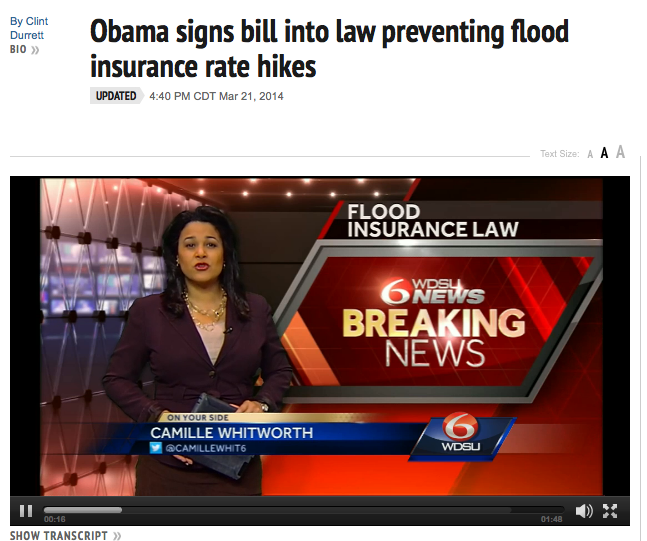 By Clint
Durrett
BIO »
Obama signs bill into law preventing flood
insurance rate hikes
UPDATED 4:40 PM CDT Mar 21, 2014
Text Size: A A A
FLOOD
INSURANCE LAW
6 WDSU
NEWS
BREAKING
NEWS
ON YOUR SIDE
CAMILLE WHITWORTH
@CAMILLEWHIT6
6
WDSU
00:16
01:48
SHOW TRANSCRIPT »